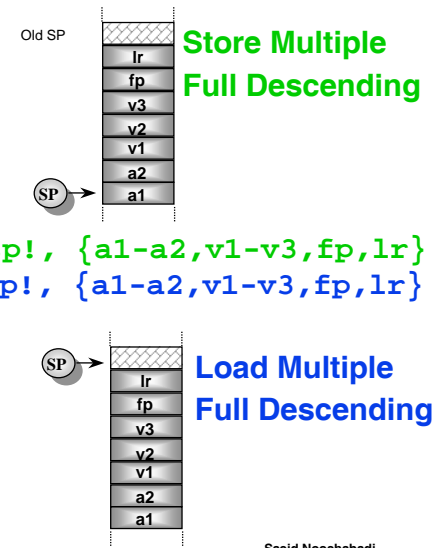 Old SP
Store Multiple
Full Descending
lr
fp
v3
v2
v1
a2
a1
SP
p!, {a1-a2,v1-v3,fp,lr}
p!, {a1-a2,v1-v3,fp,lr}
SP
Load Multiple
Full Descending
lr
fp
v3
v2
v1
a2
a1